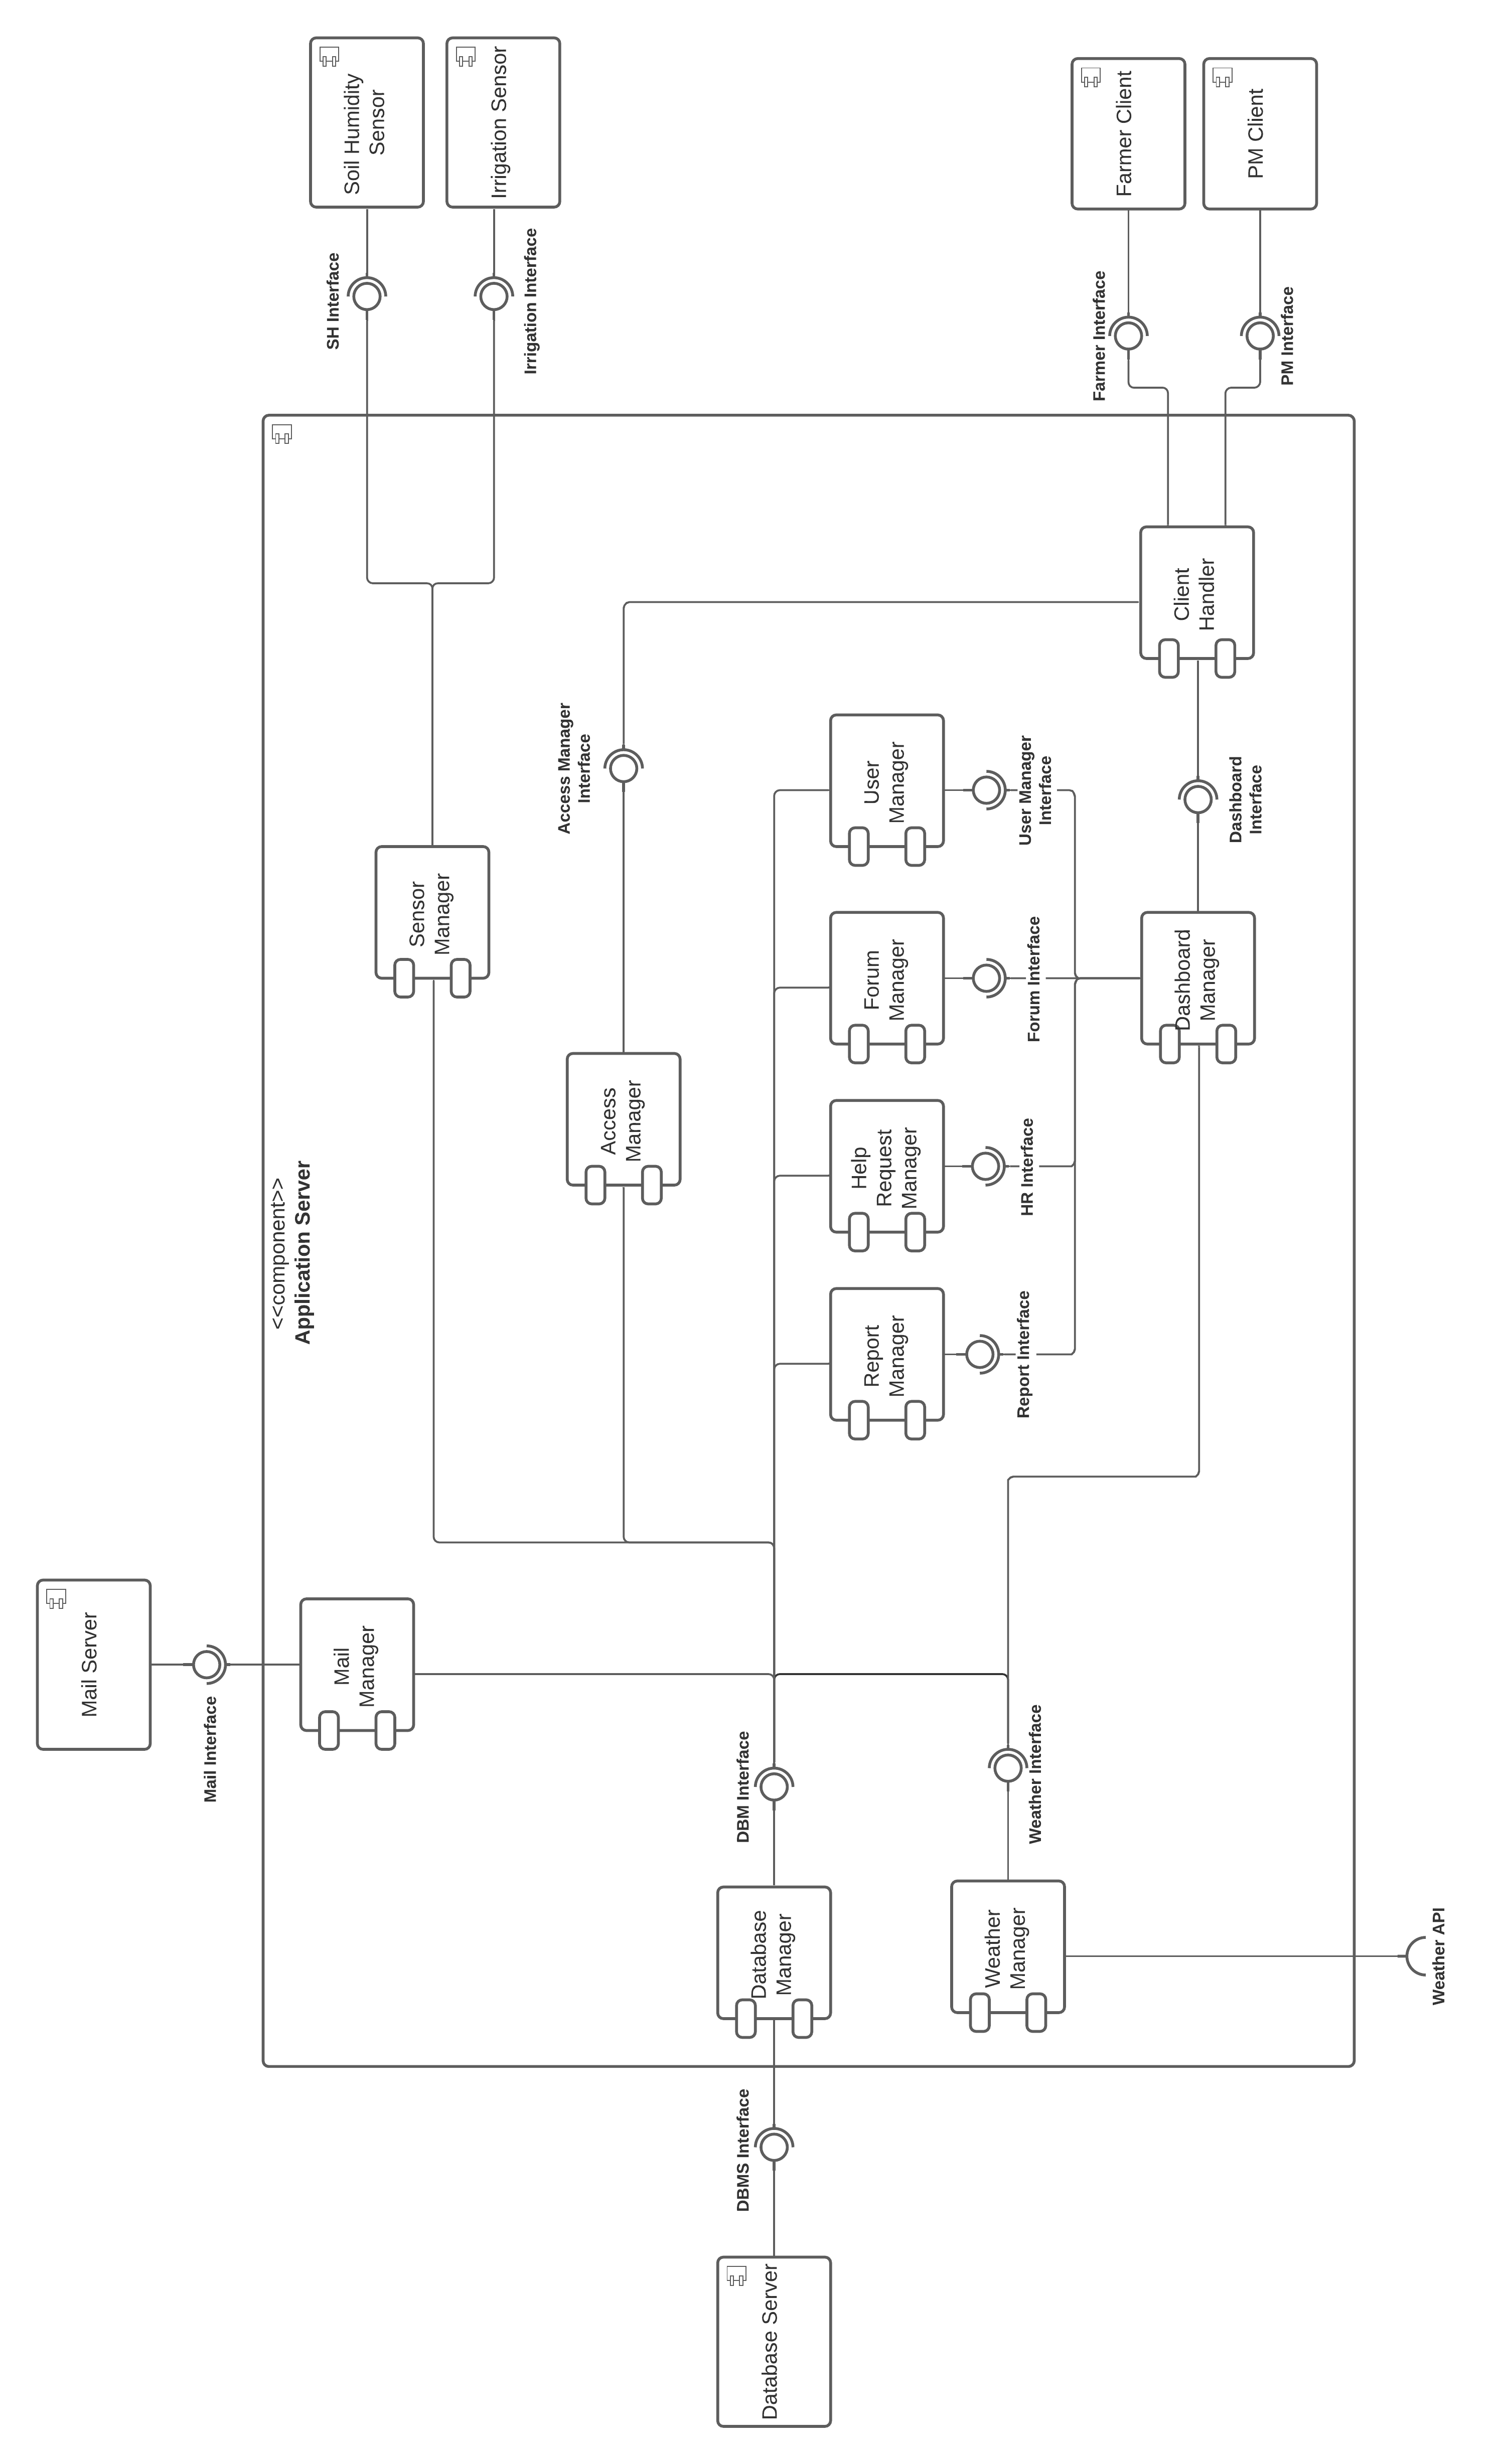 Soil Humidity
Sensor
Irrigation Sensor
Farmer Client
PM Client
SH Interface
Irrigation Interface
Farmer Interface
PM Interface
<<component>>
Application Server
Client
Handler
Access Manager
Interface
User
Manager
User Manager
Interface
Dashboard
Interface
Sensor
Manager
Forum
Manager
Forum Interface
Dashboard
Manager
Access
Manager
Help
Request
Manager
HR Interface
Report
Manager
Report Interface
Mail Server
Mail Interface
Mail
Manager
DBM Interface
Weather Interface
Database
Manager
Weather
Manager
Weather API
DBMS Interface
Database Server